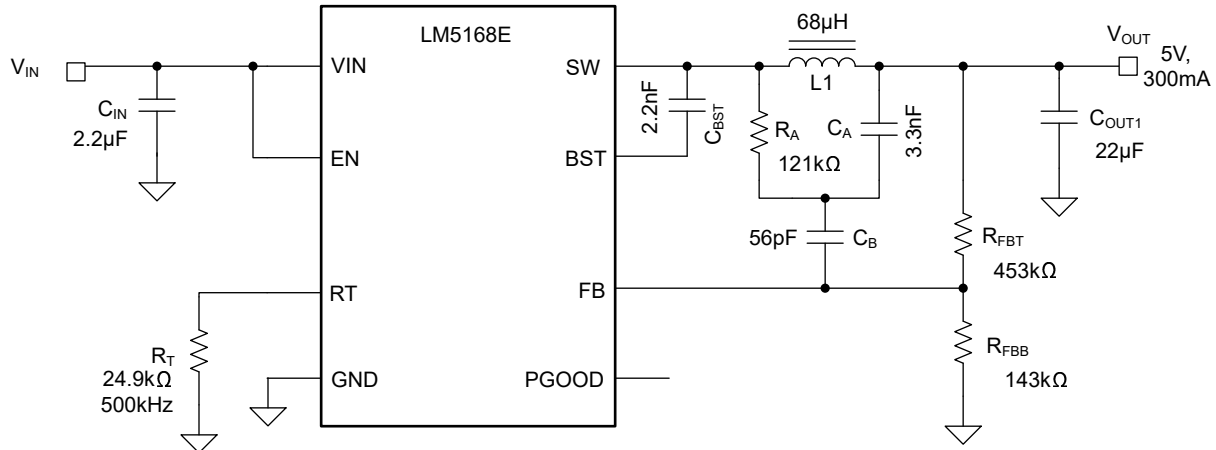 LM5168E
68µH
V_OUT
5V,
300mA
V_IN
VIN
SW
L1
C_IN
2.2µF
2.2nF
C_BST
R_A
121kΩ
C_A
3.3nF
C_OUT1
22µF
EN
BST
56pF
C_B
R_FBT
453kΩ
RT
FB
R_T
24.9kΩ
500kHz
GND
PGOOD
R_FBB
143kΩ